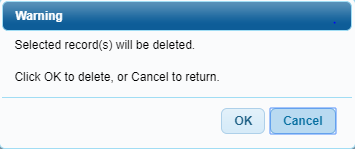 Warning
Selected record(s) will be deleted.
Click OK to delete, or Cancel to return.
OK Cancel